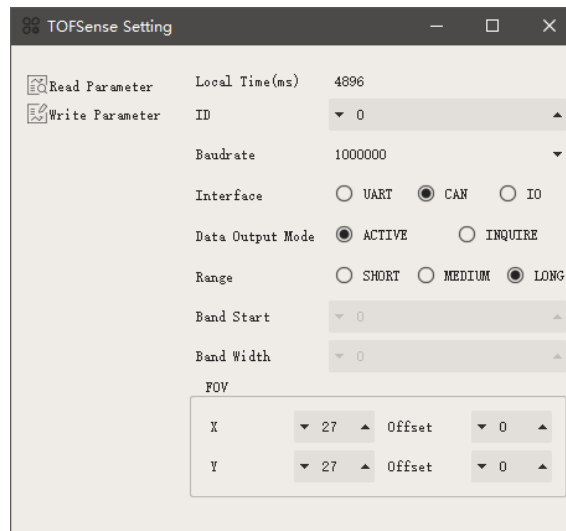 TOFSense Setting
Read Parameter
Write Parameter
Local Time(ms) 4896
ID 0
Baudrate 1000000
Interface UART CAN IO
Data Output Mode ACTIVE INQUIRE
Range SHORT MEDIUM LONG
Band Start 0
Band Width 0
FOV
X 27 Offset 0
Y 27 Offset 0